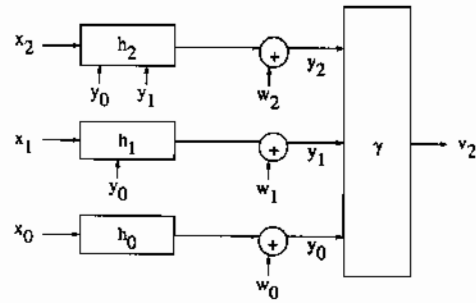 x₂ h₂ + y₂
y₀ y₁ w₂
x₁ h₁ + y₁ γ v₂
y₀ w₁
x₀ h₀ + y₀
w₀